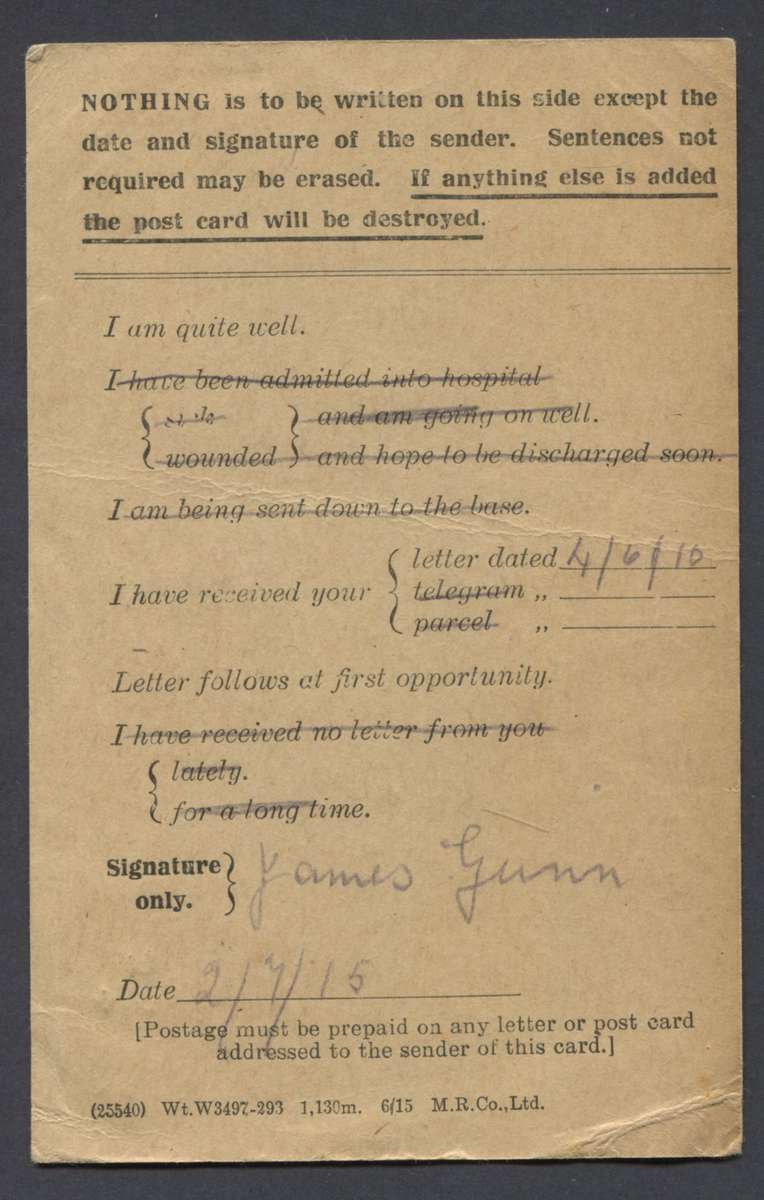 NOTHING is to be written on this side except the
date and signature of the sender. Sentences not
required may be erased. If anything else is added
the post card will be destroyed.
I am quite well.
I have been admitted into hospital
{ sick } and am going on well.
{ wounded } and hope to be discharged soon.
I am being sent down to the base.
{ letter dated 4/6/
I have received your { telegram „
{ parcel „
Letter follows at first opportunity.
I have received no letter from you
{ lately.
{ for a long time.
Signature } James Gunn
only. }
Date 2/7/15
[Postage must be prepaid on any letter or post card
addressed to the sender of this card.]
(25540) Wt.W3497-293 1,130m. 6/15 M.R.Co.,Ltd.